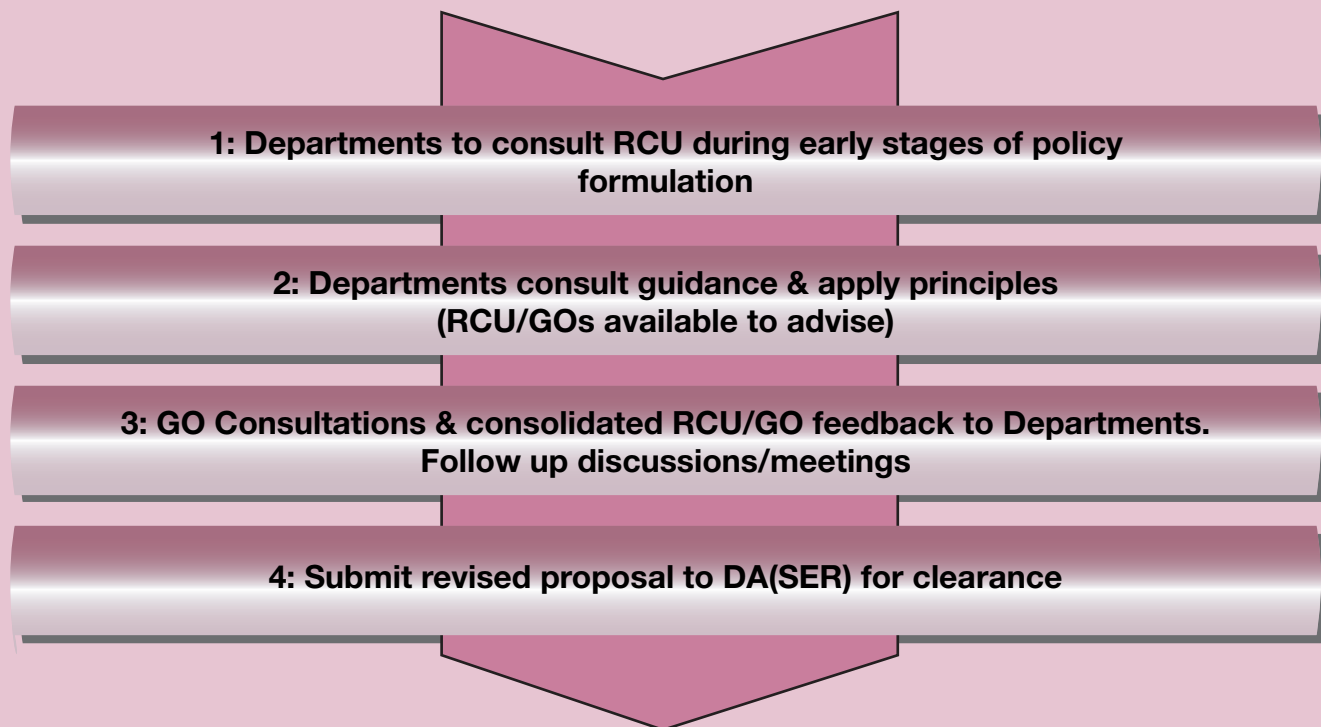 1: Departments to consult RCU during early stages of policy
formulation
2: Departments consult guidance & apply principles
(RCU/GOs available to advise)
3: GO Consultations & consolidated RCU/GO feedback to Departments.
Follow up discussions/meetings
4: Submit revised proposal to DA(SER) for clearance